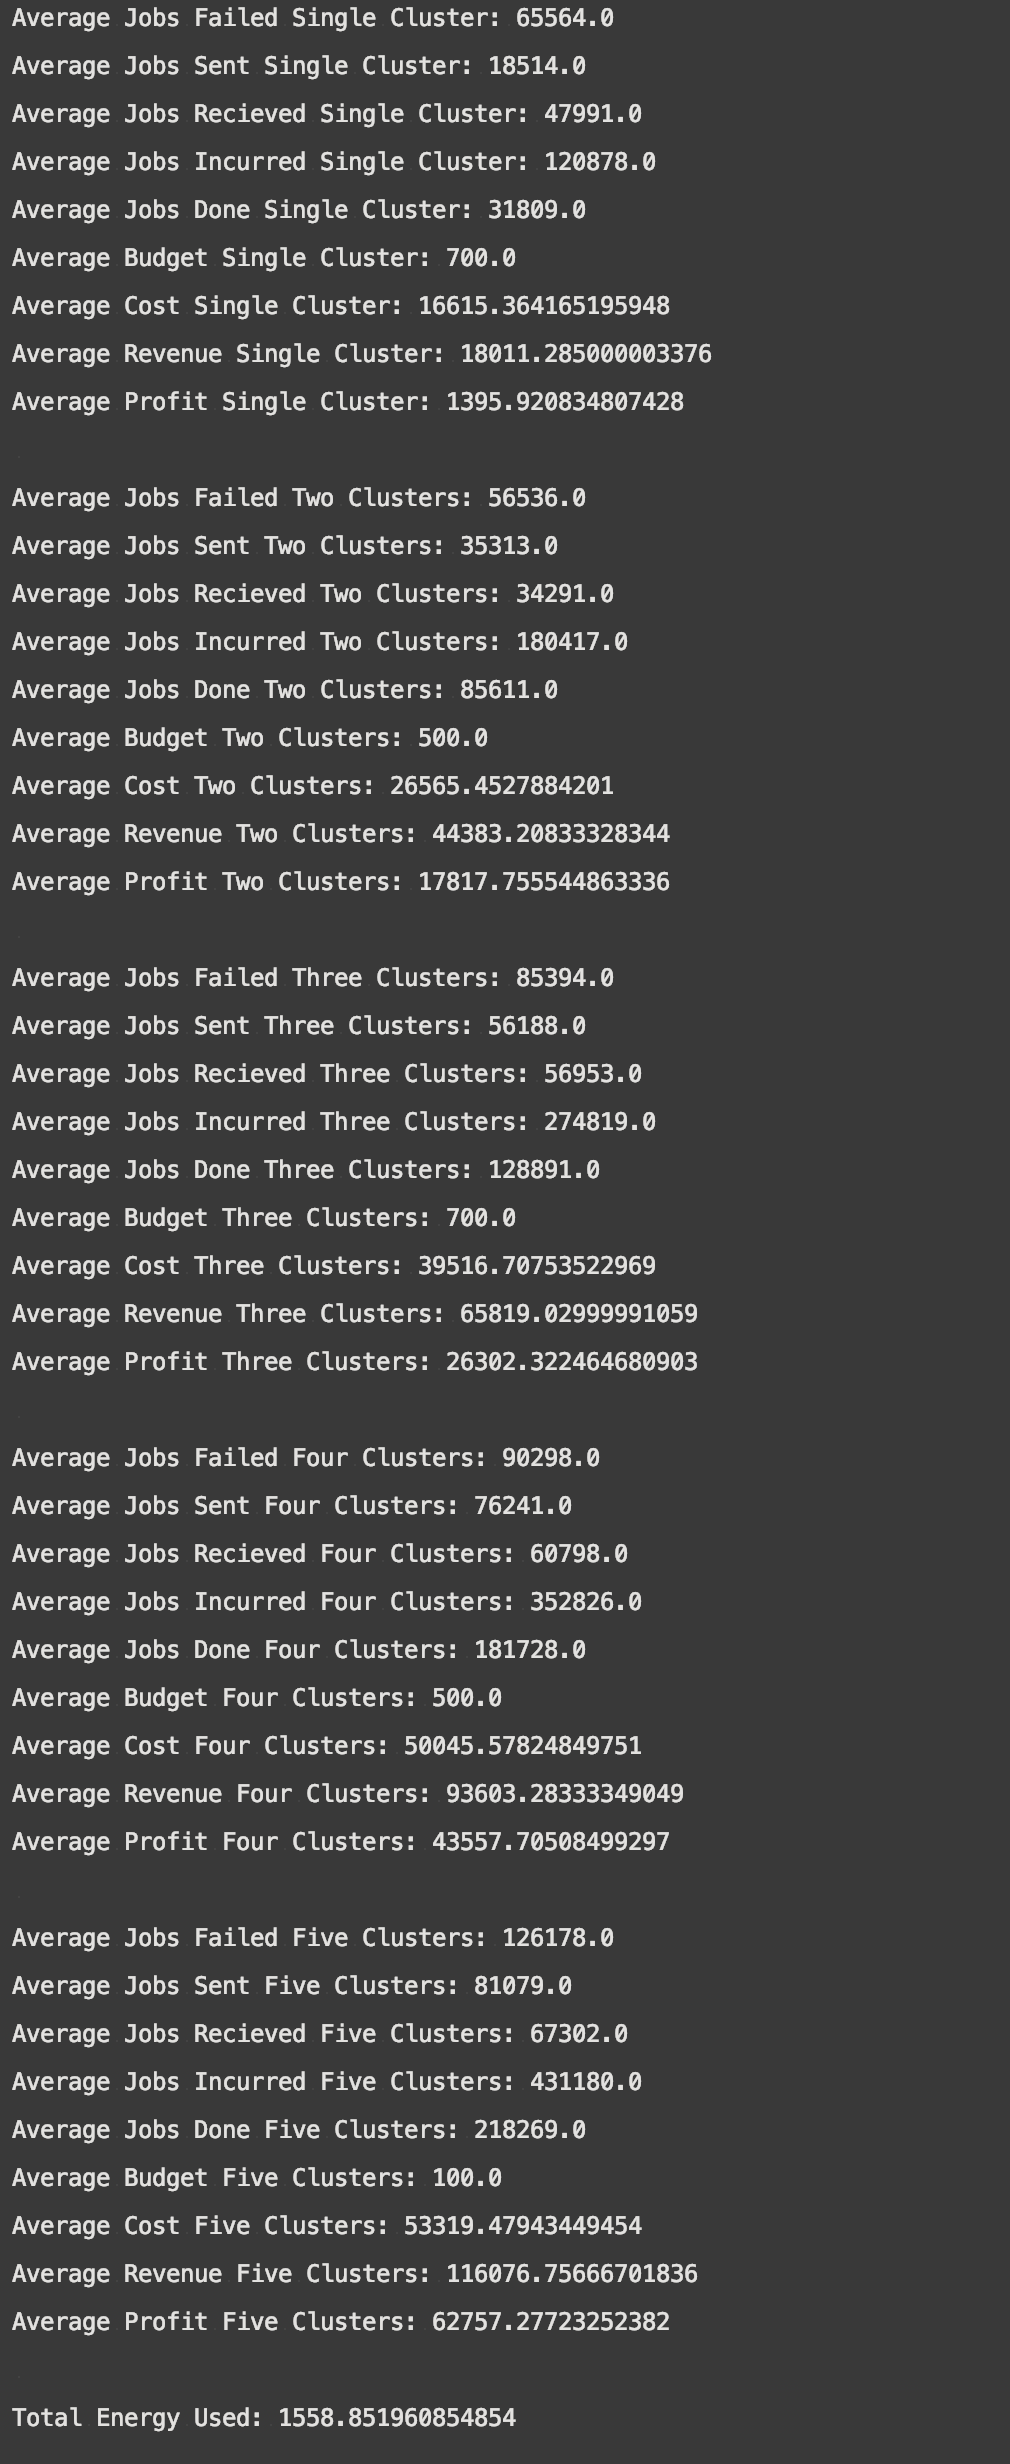 Average Jobs Failed Single Cluster: 65564.0
Average Jobs Sent Single Cluster: 18514.0
Average Jobs Recieved Single Cluster: 47991.0
Average Jobs Incurred Single Cluster: 120878.0
Average Jobs Done Single Cluster: 31809.0
Average Budget Single Cluster: 700.0
Average Cost Single Cluster: 16615.364165195948
Average Revenue Single Cluster: 18011.285000003376
Average Profit Single Cluster: 1395.920834807428
Average Jobs Failed Two Clusters: 56536.0
Average Jobs Sent Two Clusters: 35313.0
Average Jobs Recieved Two Clusters: 34291.0
Average Jobs Incurred Two Clusters: 180417.0
Average Jobs Done Two Clusters: 85611.0
Average Budget Two Clusters: 500.0
Average Cost Two Clusters: 26565.4527884201
Average Revenue Two Clusters: 44383.20833328344
Average Profit Two Clusters: 17817.755544863336
Average Jobs Failed Three Clusters: 85394.0
Average Jobs Sent Three Clusters: 56188.0
Average Jobs Recieved Three Clusters: 56953.0
Average Jobs Incurred Three Clusters: 274819.0
Average Jobs Done Three Clusters: 128891.0
Average Budget Three Clusters: 700.0
Average Cost Three Clusters: 39516.70753522969
Average Revenue Three Clusters: 65819.02999991059
Average Profit Three Clusters: 26302.322464680903
Average Jobs Failed Four Clusters: 90298.0
Average Jobs Sent Four Clusters: 76241.0
Average Jobs Recieved Four Clusters: 60798.0
Average Jobs Incurred Four Clusters: 352826.0
Average Jobs Done Four Clusters: 181728.0
Average Budget Four Clusters: 500.0
Average Cost Four Clusters: 50045.57824849751
Average Revenue Four Clusters: 93603.28333349049
Average Profit Four Clusters: 43557.70508499297
Average Jobs Failed Five Clusters: 126178.0
Average Jobs Sent Five Clusters: 81079.0
Average Jobs Recieved Five Clusters: 67302.0
Average Jobs Incurred Five Clusters: 431180.0
Average Jobs Done Five Clusters: 218269.0
Average Budget Five Clusters: 100.0
Average Cost Five Clusters: 53319.47943449454
Average Revenue Five Clusters: 116076.75666701836
Average Profit Five Clusters: 62757.27723252382
Total Energy Used: 1558.851960854854